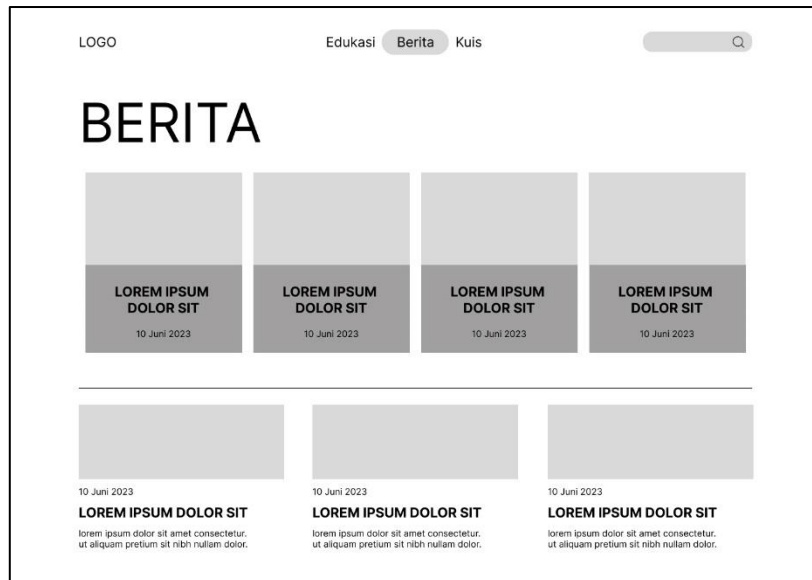 LOGO
Edukasi Berita Kuis
BERITA
LOREM IPSUM
DOLOR SIT
10 Juni 2023
LOREM IPSUM
DOLOR SIT
10 Juni 2023
LOREM IPSUM
DOLOR SIT
10 Juni 2023
LOREM IPSUM
DOLOR SIT
10 Juni 2023
10 Juni 2023
LOREM IPSUM DOLOR SIT
lorem ipsum dolor sit amet consectetur.
ut aliquam pretium sit nibh nullam dolor.
10 Juni 2023
LOREM IPSUM DOLOR SIT
lorem ipsum dolor sit amet consectetur.
ut aliquam pretium sit nibh nullam dolor.
10 Juni 2023
LOREM IPSUM DOLOR SIT
lorem ipsum dolor sit amet consectetur.
ut aliquam pretium sit nibh nullam dolor.